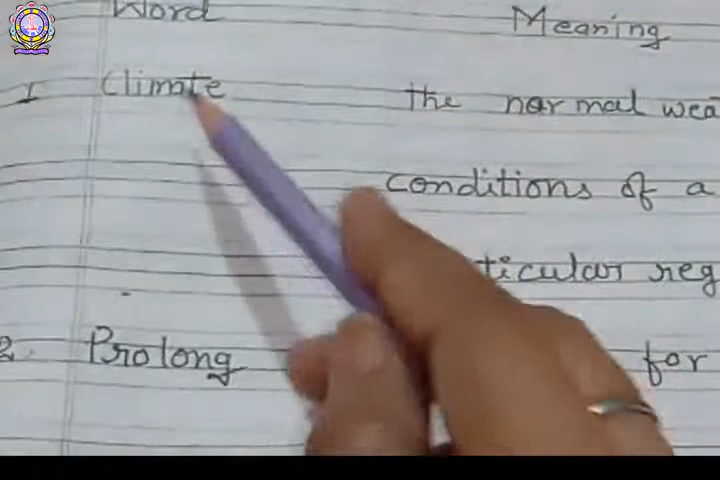 Word Meaning
1 Climate the normal wea
conditions of a
ticular reg
2. Prolong for